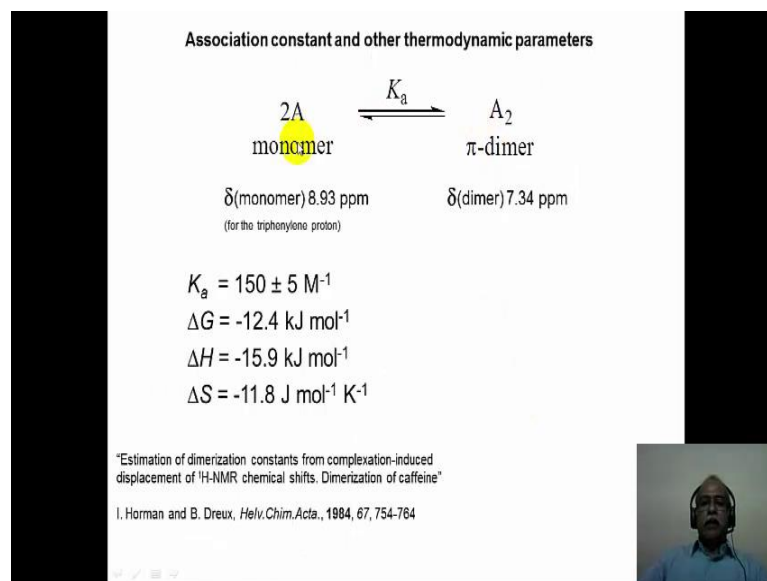 Association constant and other thermodynamic parameters
Kₐ
2A
A₂
monomer
π-dimer
δ(monomer) 8.93 ppm
δ(dimer) 7.34 ppm
(for the triphenylene proton)
Kₐ = 150 ± 5 M⁻¹
ΔG = -12.4 kJ mol⁻¹
ΔH = -15.9 kJ mol⁻¹
ΔS = -11.8 J mol⁻¹ K⁻¹
"Estimation of dimerization constants from complexation-induced
displacement of ¹H-NMR chemical shifts. Dimerization of caffeine"
I. Horman and B. Dreux, Helv.Chim.Acta., 1984, 67, 754-764